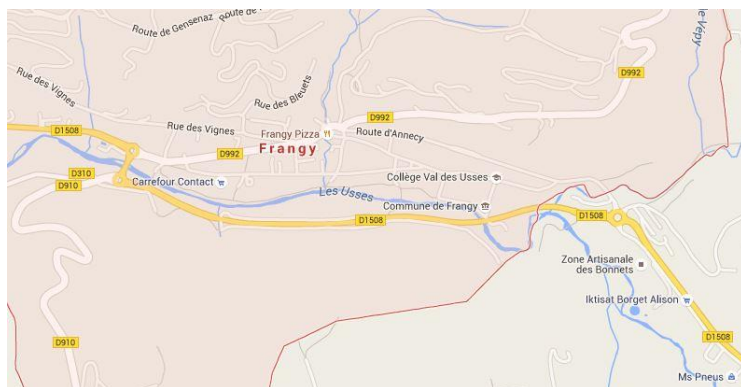 Route de Gensenaz
Route de
le-Vépy
D992
Rue des Vignes
Rue des Bleuets
D992
D1508
Rue des Vignes
Frangy Pizza
Route d'Annecy
D992
Frangy
D310
D910
Carrefour Contact
Collège Val des Usses
Les Usses
Commune de Frangy
D1508
D1508
Zone Artisanale
des Bonnets
Iktisat Borget Alison
D910
D1508
Ms Pneus